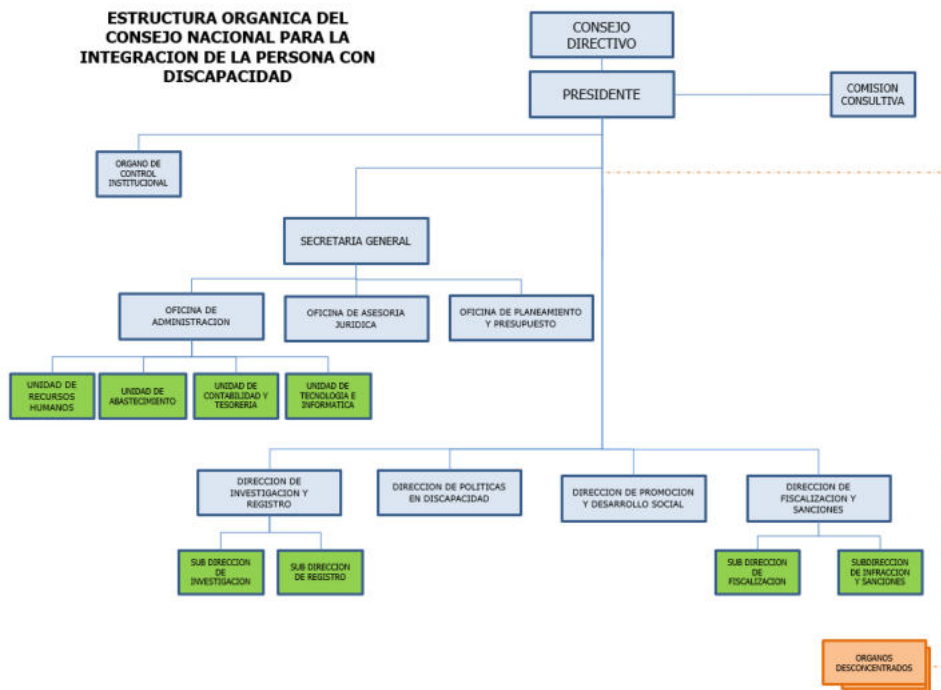 ESTRUCTURA ORGANICA DEL
CONSEJO NACIONAL PARA LA
INTEGRACION DE LA PERSONA CON
DISCAPACIDAD
CONSEJO
DIRECTIVO
PRESIDENTE
COMISION
CONSULTIVA
ORGANO DE
CONTROL
INSTITUCIONAL
SECRETARIA GENERAL
OFICINA DE
ADMINISTRACION
OFICINA DE ASESORIA
JURIDICA
OFICINA DE PLANEAMIENTO
Y PRESUPUESTO
UNIDAD DE
RECURSOS
HUMANOS
UNIDAD DE
ABASTECIMIENTO
UNIDAD DE
CONTABILIDAD Y
TESORERIA
UNIDAD DE
TECNOLOGIA E
INFORMATICA
DIRECCION DE
INVESTIGACION Y
REGISTRO
DIRECCION DE POLITICAS
EN DISCAPACIDAD
DIRECCION DE PROMOCION
Y DESARROLLO SOCIAL
DIRECCION DE
FISCALIZACION Y
SANCIONES
SUB DIRECCION
DE
INVESTIGACION
SUB DIRECCION
DE REGISTRO
SUB DIRECCION
DE
FISCALIZACION
SUBDIRECCION
DE INFRACCION
Y SANCIONES
ORGANOS
DESCONCENTRADOS